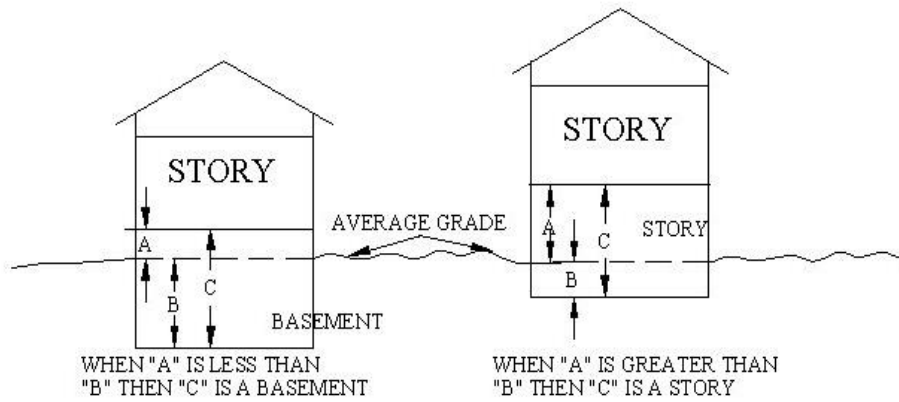 STORY
STORY
AVERAGE GRADE
A
B
C
BASEMENT
A
B
C
STORY
WHEN "A" IS LESS THAN
"B" THEN "C" IS A BASEMENT
WHEN "A" IS GREATER THAN
"B" THEN "C" IS A STORY